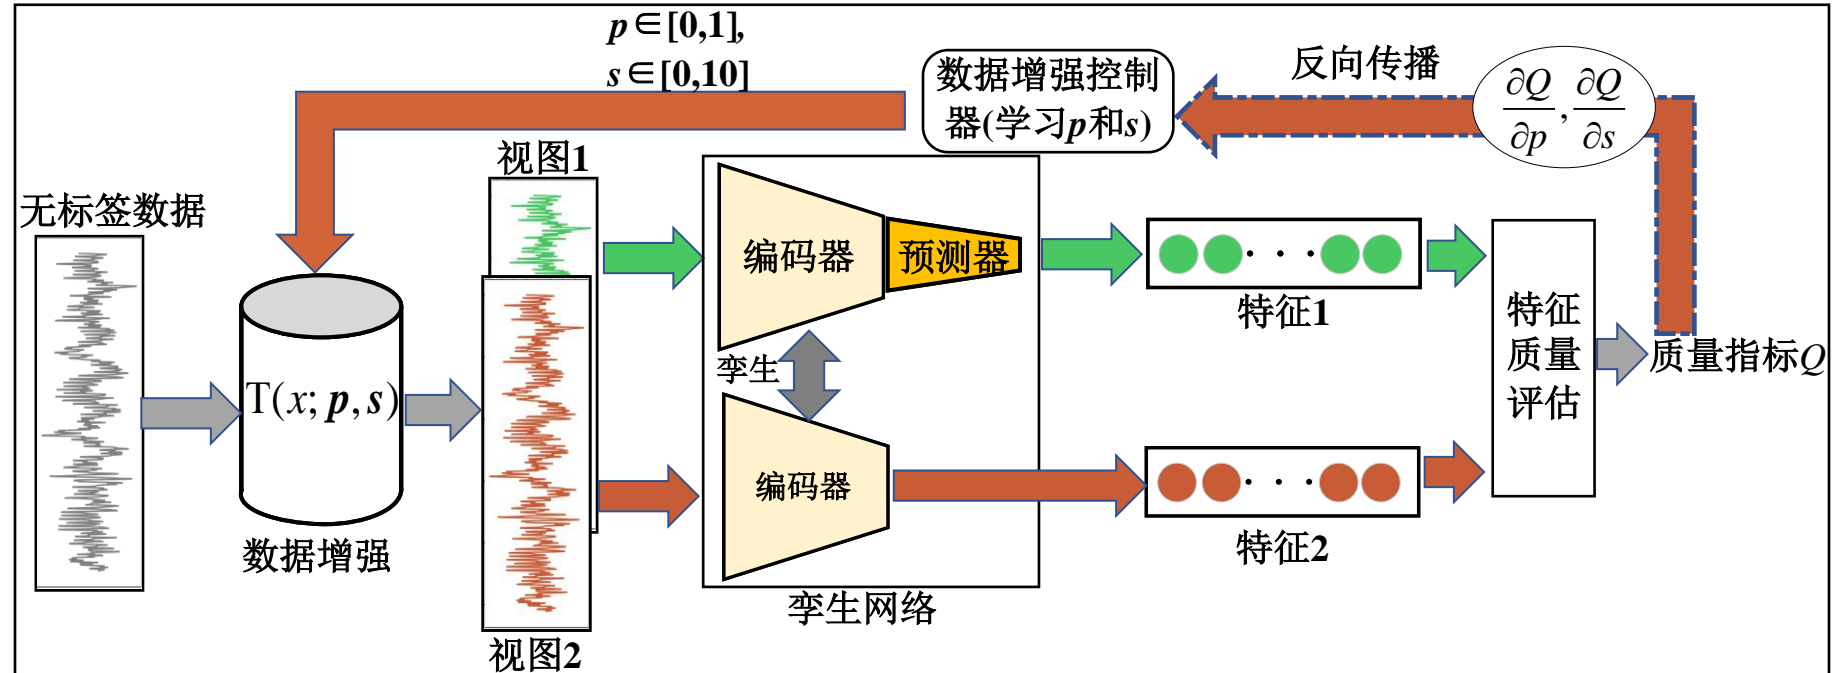 p∈[0,1],
s∈[0,10]
数据增强控制
器(学习p和s)
反向传播
∂Q/∂p, ∂Q/∂s
无标签数据
T(x; p, s)
数据增强
视图1
视图2
编码器
预测器
孪生
编码器
孪生网络
特征1
特征2
特征
质量
评估
质量指标Q